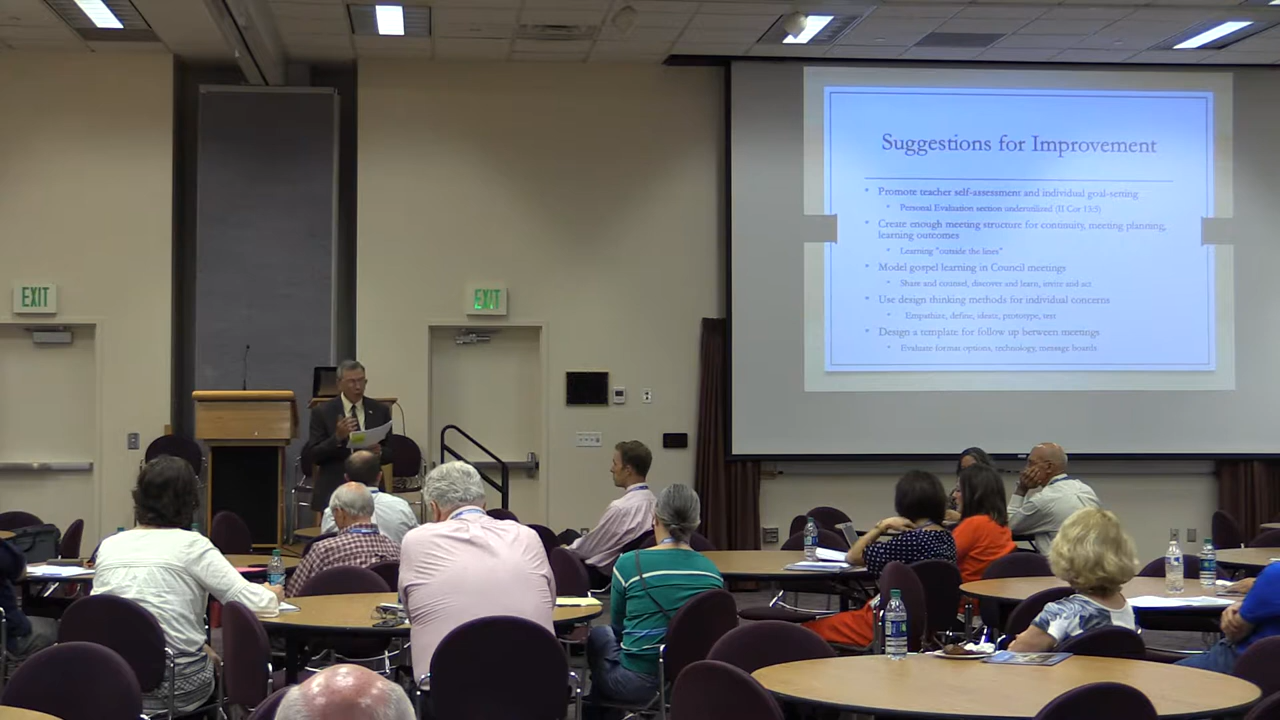 Suggestions for Improvement
• Promote teacher self-assessment and individual goal-setting
• Personal Evaluation section underutilized (II Cor 13:5)
• Create enough meeting structure for continuity, meeting planning,
learning outcomes
• Learning "outside the lines"
• Model gospel learning in Council meetings
• Share and counsel, discover and learn, invite and act
• Use design thinking methods for individual concerns
• Empathize, define, ideate, prototype, test
• Design a template for follow up between meetings
• Evaluate format options, technology, message boards
EXIT
EXIT